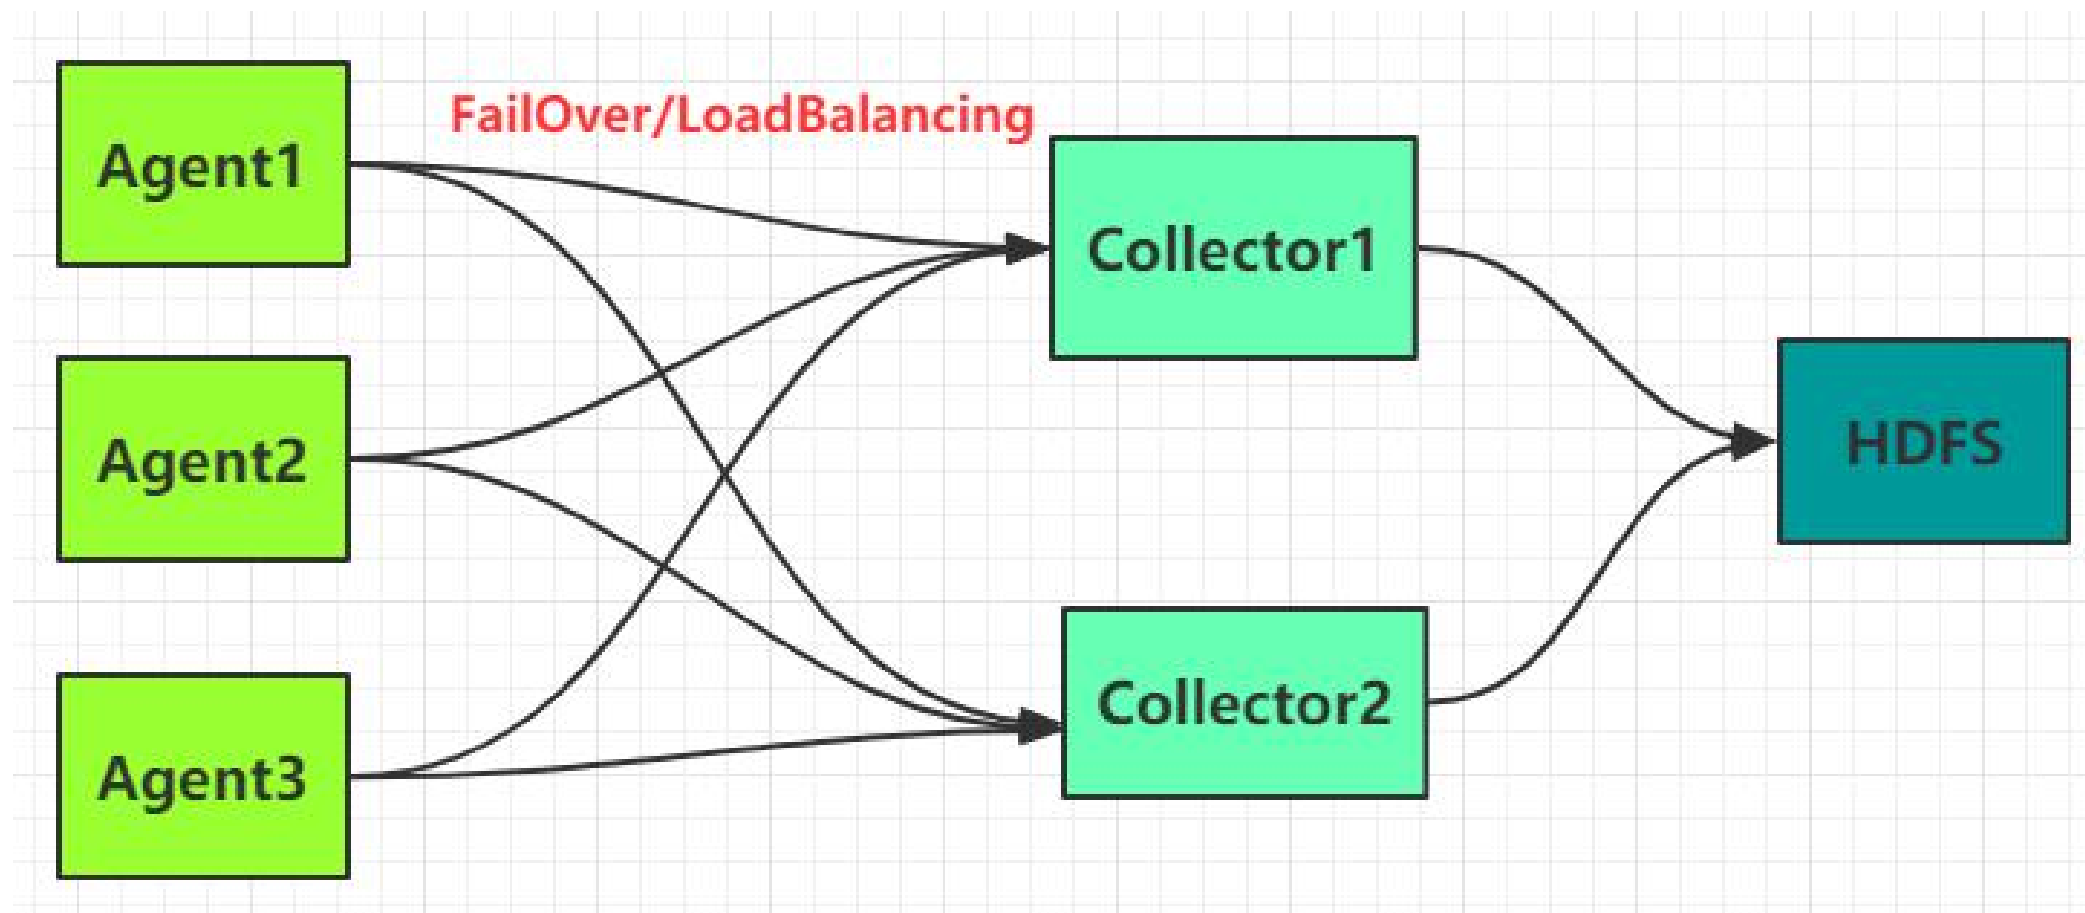 FailOver/LoadBalancing
Agent1
Collector1
Agent2
HDFS
Collector2
Agent3